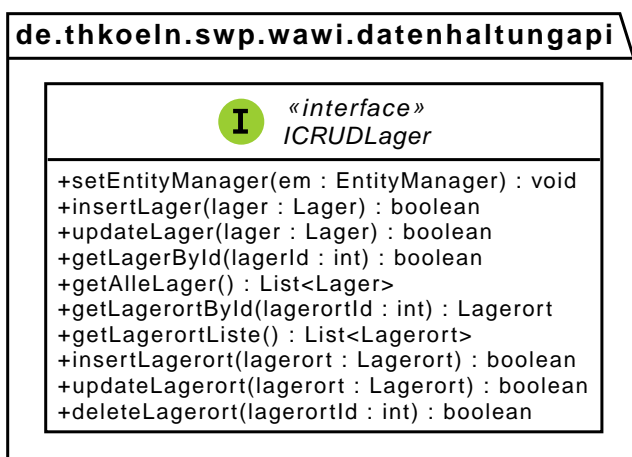 de.thkoeln.swp.wawi.datenhaltungapi
I
«interface»
ICRUDLager
+setEntityManager(em : EntityManager) : void
+insertLager(lager : Lager) : boolean
+updateLager(lager : Lager) : boolean
+getLagerById(lagerId : int) : boolean
+getAlleLager() : List<Lager>
+getLagerortById(lagerortId : int) : Lagerort
+getLagerortListe() : List<Lagerort>
+insertLagerort(lagerort : Lagerort) : boolean
+updateLagerort(lagerort : Lagerort) : boolean
+deleteLagerort(lagerortId : int) : boolean